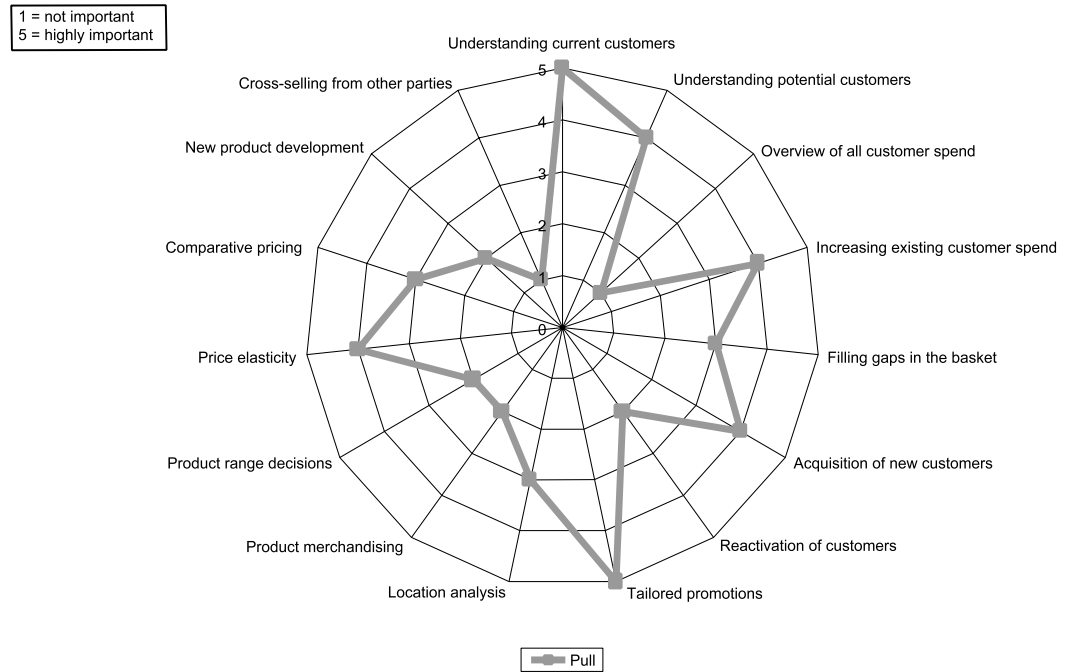 1 = not important
5 = highly important
Understanding current customers
Understanding potential customers
Overview of all customer spend
Increasing existing customer spend
Filling gaps in the basket
Acquisition of new customers
Reactivation of customers
Tailored promotions
Location analysis
Product merchandising
Product range decisions
Price elasticity
Comparative pricing
New product development
Cross-selling from other parties
5
4
3
2
1
0
Pull